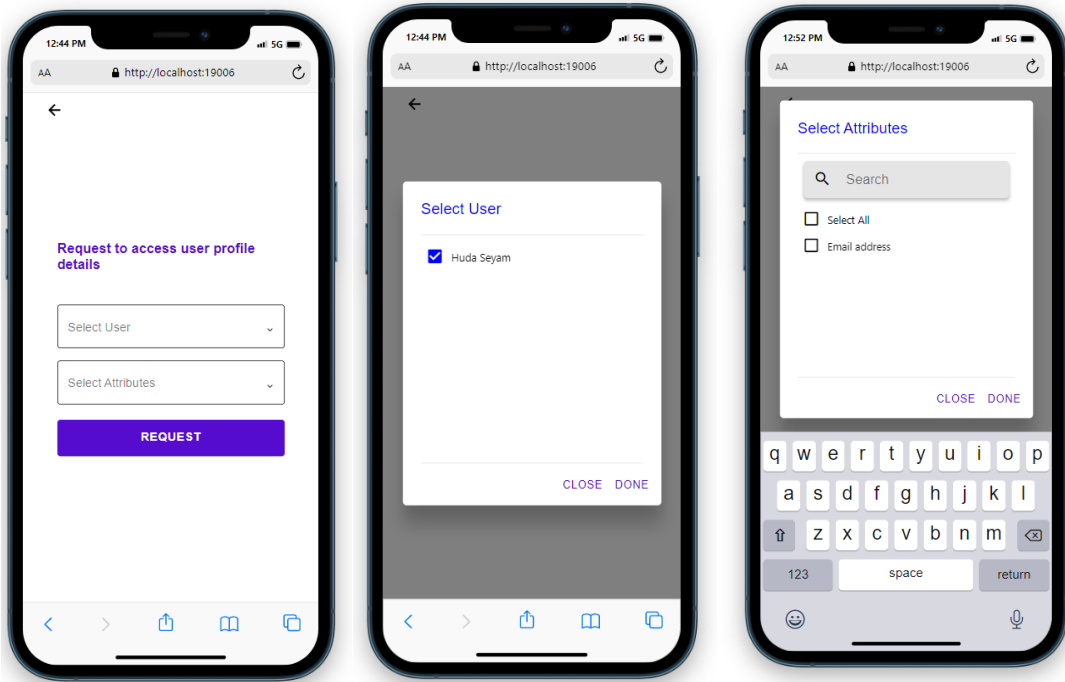 12:44 PM
5G
AA
http://localhost:19006
Request to access user profile
details
Select User
Select Attributes
REQUEST
12:44 PM
5G
AA
http://localhost:19006
Select User
Huda Seyam
CLOSE DONE
12:52 PM
5G
AA
http://localhost:19006
Select Attributes
Search
Select All
Email address
CLOSE DONE
q w e r t y u i o p
a s d f g h j k l
z x c v b n m
123 space return